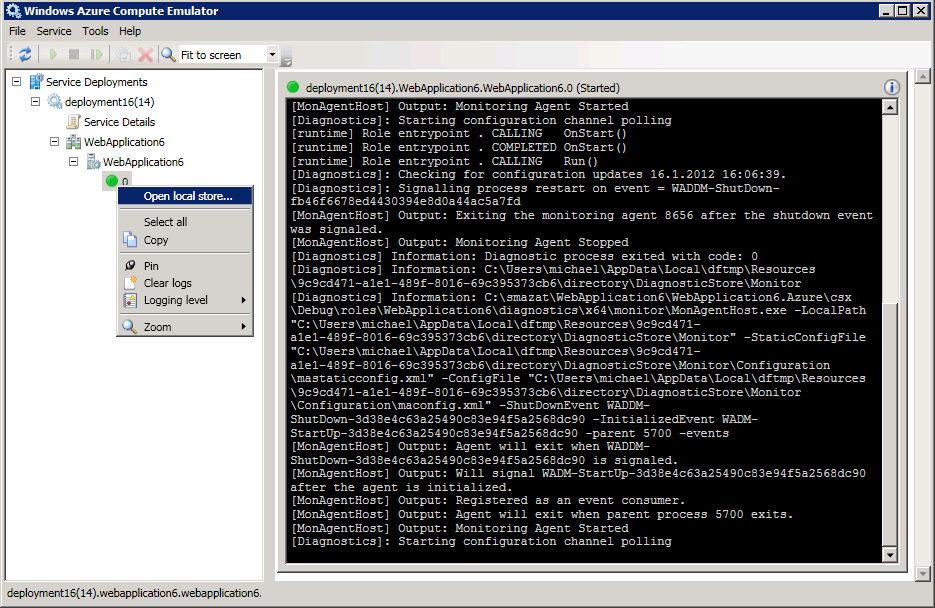 Windows Azure Compute Emulator
File Service Tools Help
Fit to screen
Service Deployments
deployment16(14)
Service Details
WebApplication6
WebApplication6
0
Open local store...
Select all
Copy
Pin
Clear logs
Logging level
Zoom
deployment16(14).WebApplication6.WebApplication6.0 (Started)
[MonAgentHost] Output: Monitoring Agent Started
[Diagnostics]: Starting configuration channel polling
[runtime] Role entrypoint . CALLING   OnStart()
[runtime] Role entrypoint . COMPLETED OnStart()
[runtime] Role entrypoint . CALLING   Run()
[Diagnostics]: Checking for configuration updates 16.1.2012 16:06:39.
[Diagnostics]: Signalling process restart on event = WADDM-ShutDown-
fb46f6678ed4430394e8d0a44ac5a7fd
[MonAgentHost] Output: Exiting the monitoring agent 8656 after the shutdown event
was signaled.
[MonAgentHost] Output: Monitoring Agent Stopped
[Diagnostics] Information: Diagnostic process exited with code: 0
[Diagnostics] Information: C:\Users\michael\AppData\Local\dftmp\Resources
\9c9cd471-a1e1-489f-8016-69c395373cb6\directory\DiagnosticStore\Monitor
[Diagnostics] Information: C:\smazat\WebApplication6\WebApplication6.Azure\csx
\Debug\roles\WebApplication6\diagnostics\x64\monitor\MonAgentHost.exe -LocalPath
"C:\Users\michael\AppData\Local\dftmp\Resources\9c9cd471-
a1e1-489f-8016-69c395373cb6\directory\DiagnosticStore\Monitor" -StaticConfigFile
"C:\Users\michael\AppData\Local\dftmp\Resources\9c9cd471-
a1e1-489f-8016-69c395373cb6\directory\DiagnosticStore\Monitor\Configuration
\mastaticconfig.xml" -ConfigFile "C:\Users\michael\AppData\Local\dftmp\Resources
\9c9cd471-a1e1-489f-8016-69c395373cb6\directory\DiagnosticStore\Monitor
\Configuration\maconfig.xml" -ShutDownEvent WADDM-
ShutDown-3d38e4c63a25490c83e94f5a2568dc90 -InitializedEvent WADM-
StartUp-3d38e4c63a25490c83e94f5a2568dc90 -parent 5700 -events
[MonAgentHost] Output: Agent will exit when WADDM-
ShutDown-3d38e4c63a25490c83e94f5a2568dc90 is signaled.
[MonAgentHost] Output: Will signal WADM-StartUp-3d38e4c63a25490c83e94f5a2568dc90
after the agent is initialized.
[MonAgentHost] Output: Registered as an event consumer.
[MonAgentHost] Output: Agent will exit when parent process 5700 exits.
[MonAgentHost] Output: Monitoring Agent Started
[Diagnostics]: Starting configuration channel polling
deployment16(14).webapplication6.webapplication6.